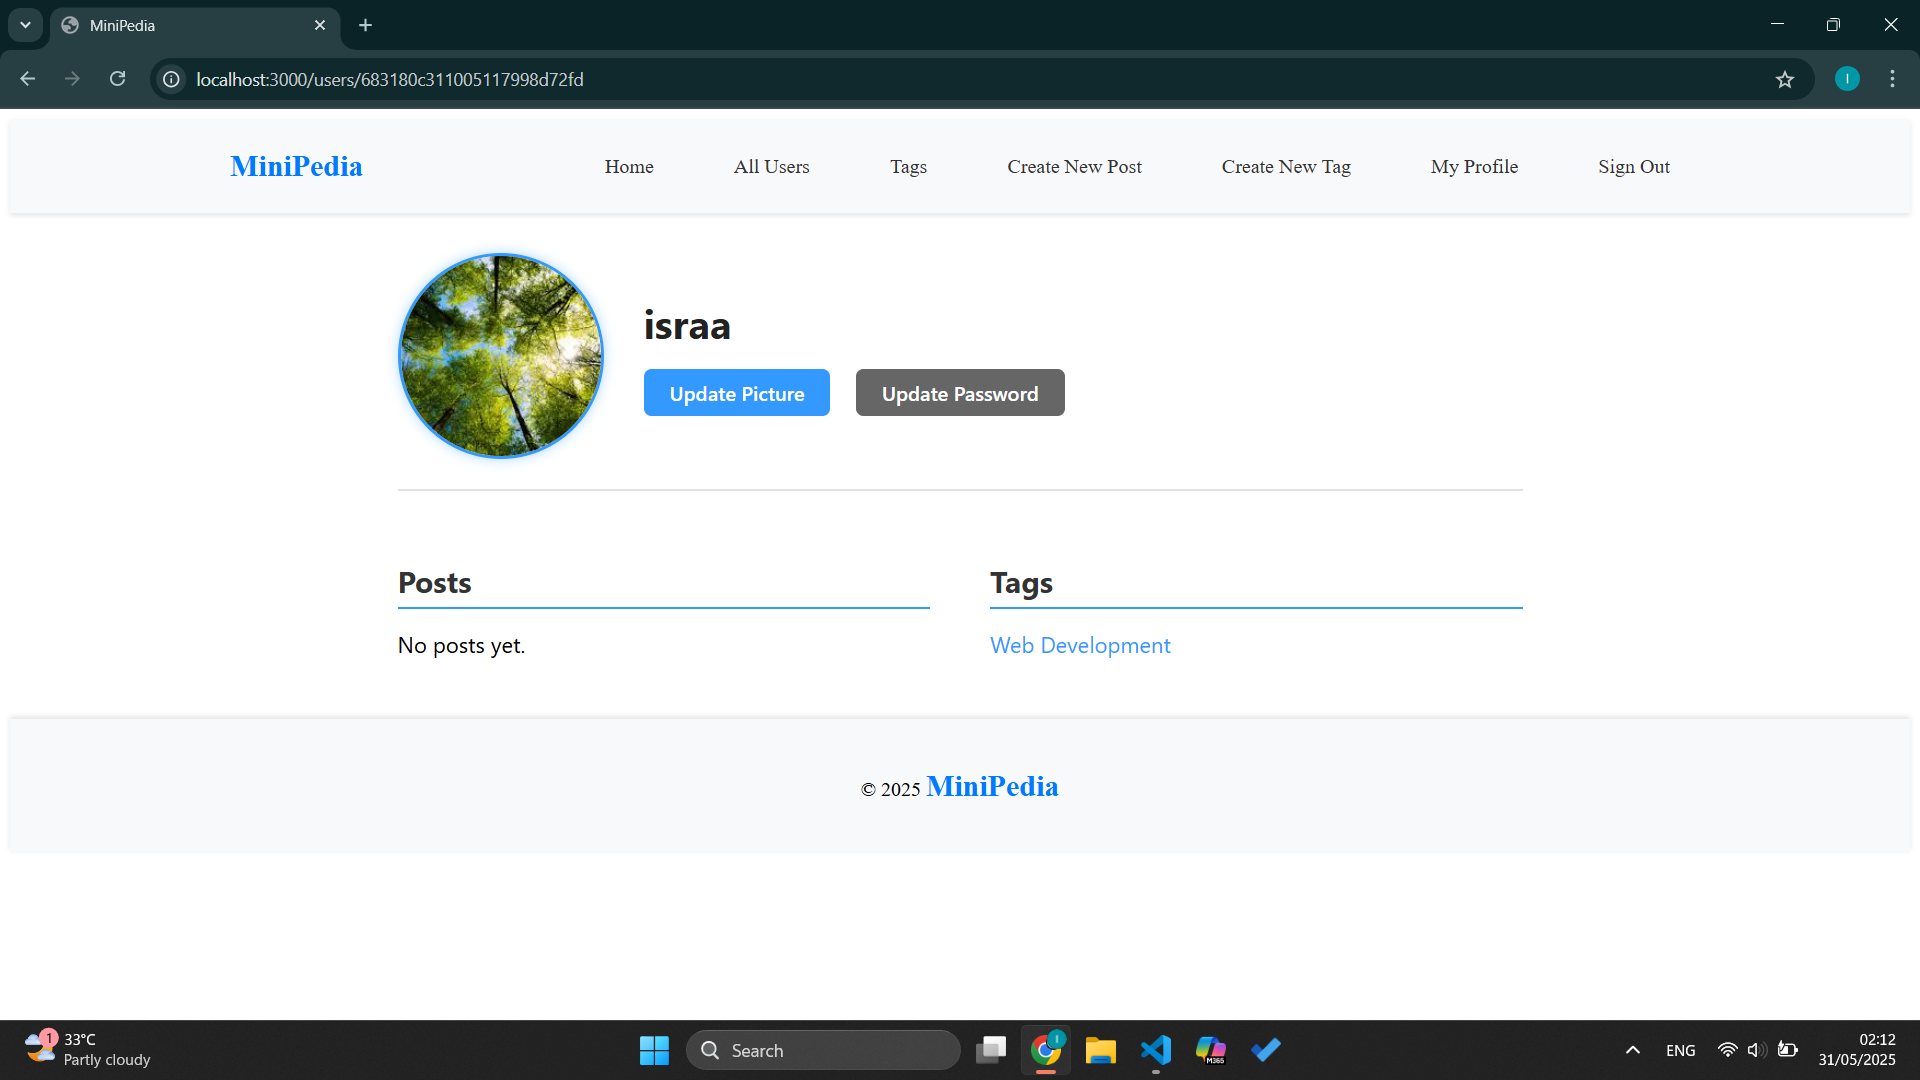 MiniPedia
localhost:3000/users/683180c311005117998d72fd
I
MiniPedia
Home
All Users
Tags
Create New Post
Create New Tag
My Profile
Sign Out
israa
Update Picture
Update Password
Posts
Tags
No posts yet.
Web Development
© 2025 MiniPedia
1
33°C
Partly cloudy
Search
I
M365
ENG
02:12
31/05/2025